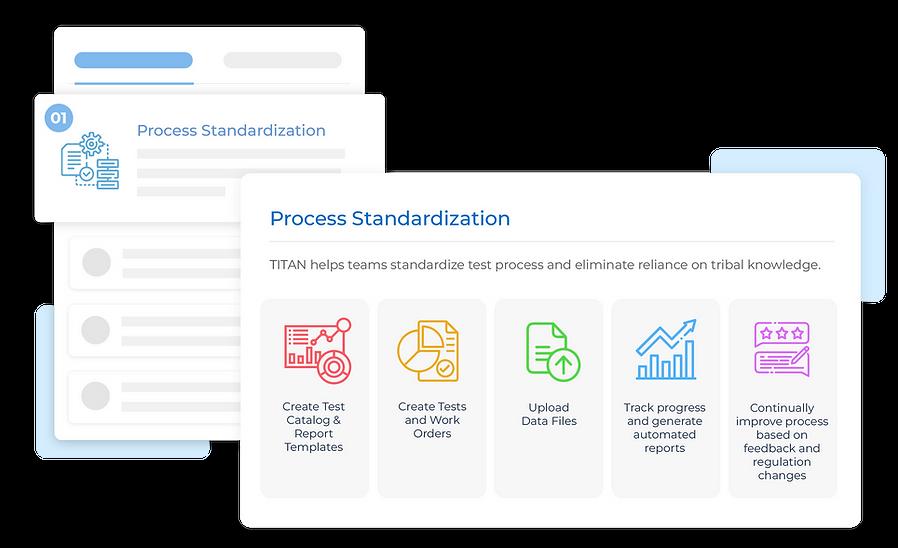 01
Process Standardization
Process Standardization
TITAN helps teams standardize test process and eliminate reliance on tribal knowledge.
Create Test
Catalog &
Report
Templates
Create Tests
and Work
Orders
Upload
Data Files
Track progress
and generate
automated
reports
Continually
improve process
based on
feedback and
regulation
changes